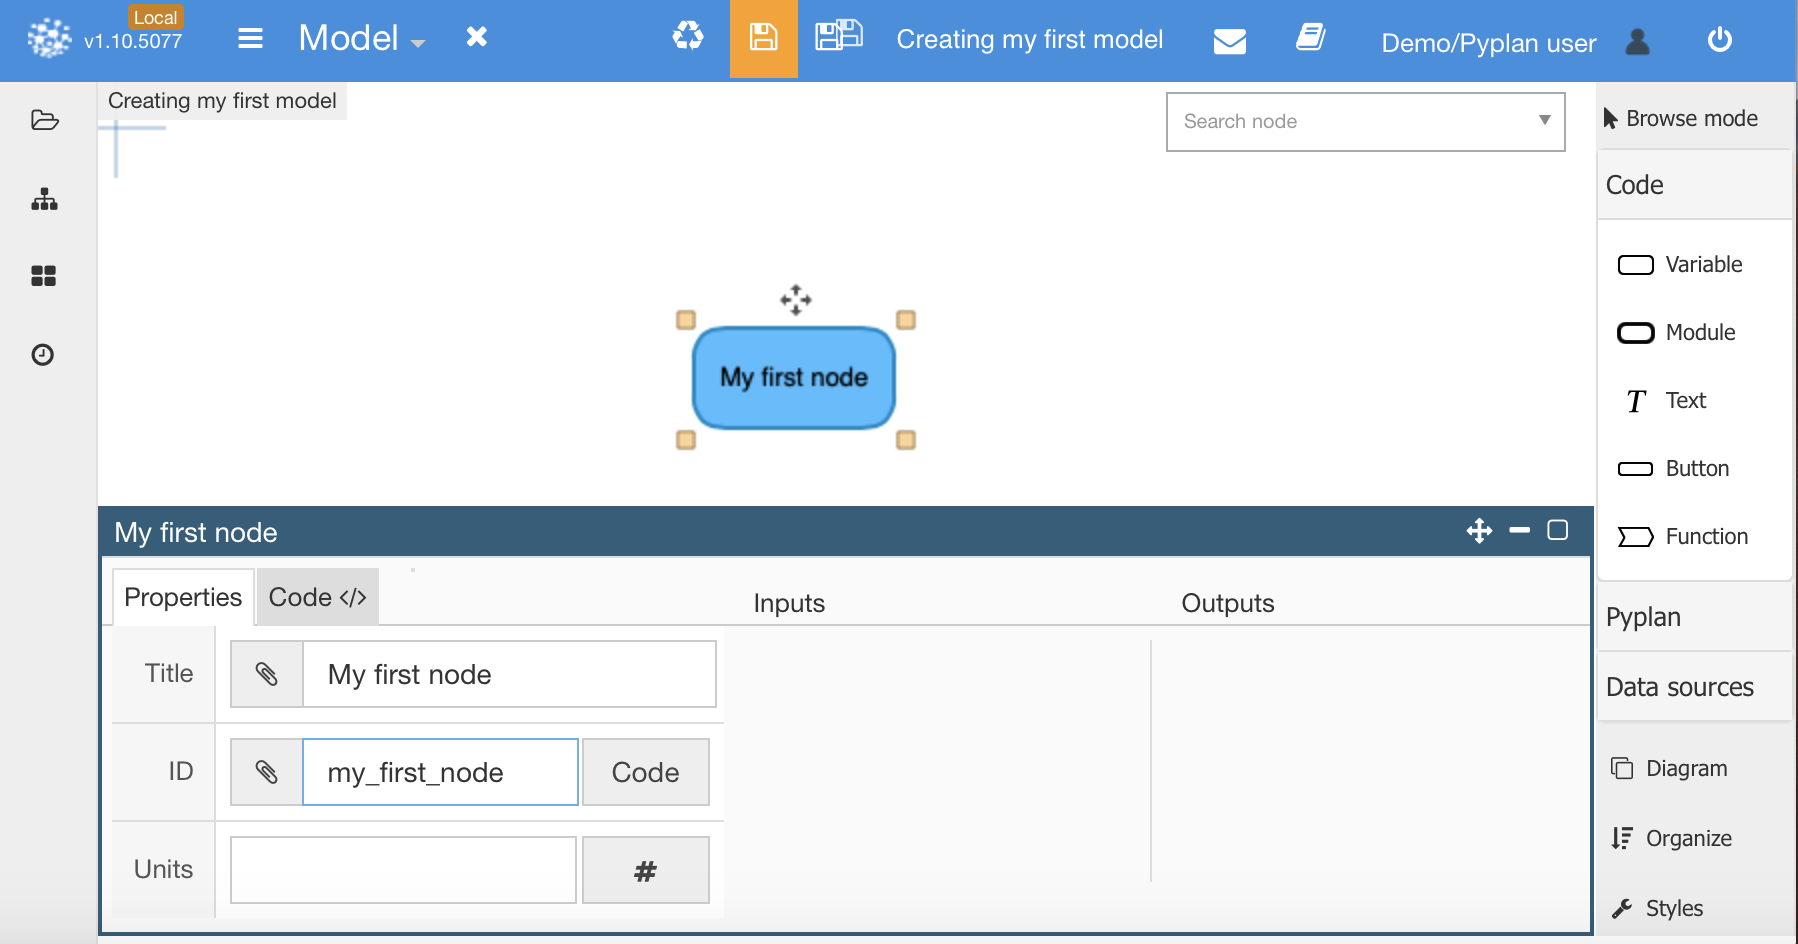 Local
v1.10.5077
Model
Creating my first model
Demo/Pyplan user
Creating my first model
Search node
Browse mode
Code
Variable
Module
Text
Button
Function
Pyplan
Data sources
Diagram
Organize
Styles
My first node
My first node
Properties
Code </>
Inputs
Outputs
Title
My first node
ID
my_first_node
Code
Units
#